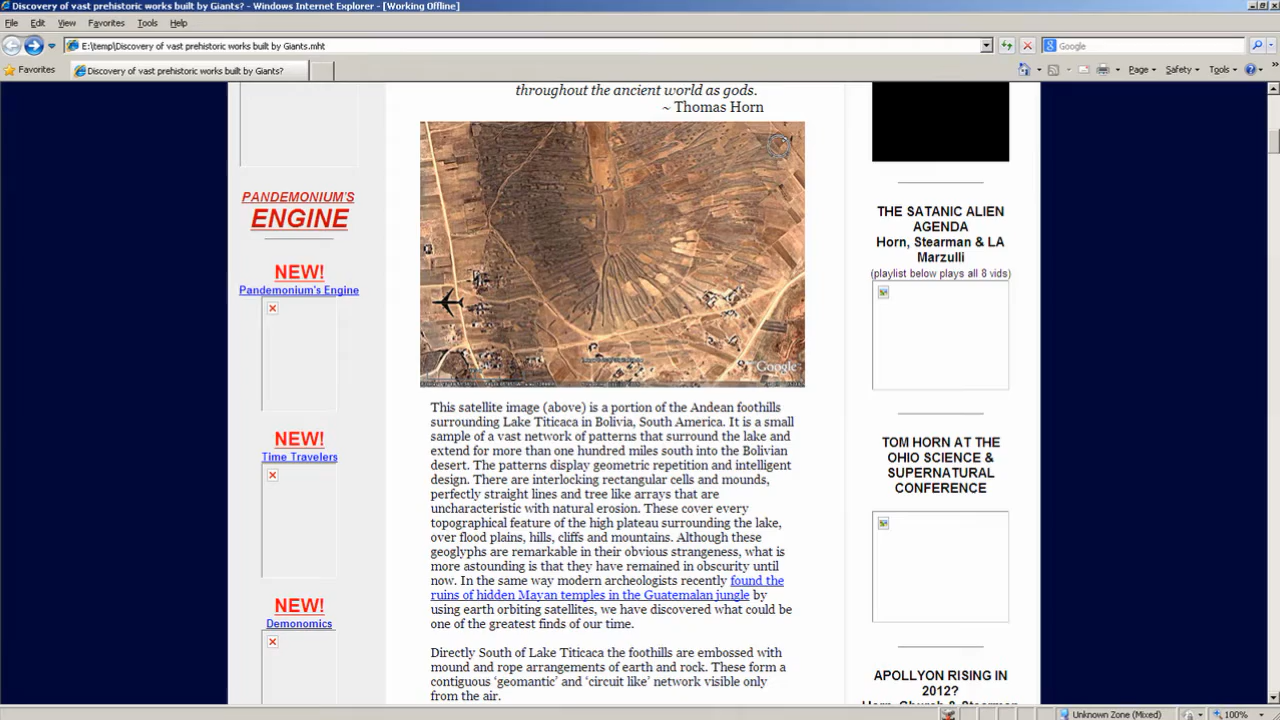 Discovery of vast prehistoric works built by Giants? - Windows Internet Explorer - [Working Offline]
File Edit View Favorites Tools Help
E:\temp\Discovery of vast prehistoric works built by Giants.mht
Google
Favorites
Discovery of vast prehistoric works built by Giants?
Page
Safety
Tools
throughout the ancient world as gods.
~ Thomas Horn
Google
PANDEMONIUM'S
ENGINE
NEW!
Pandemonium's Engine
NEW!
Time Travelers
NEW!
Demonomics
This satellite image (above) is a portion of the Andean foothills
surrounding Lake Titicaca in Bolivia, South America. It is a small
sample of a vast network of patterns that surround the lake and
extend for more than one hundred miles south into the Bolivian
desert. The patterns display geometric repetition and intelligent
design. There are interlocking rectangular cells and mounds,
perfectly straight lines and tree like arrays that are
uncharacteristic with natural erosion. These cover every
topographical feature of the high plateau surrounding the lake,
over flood plains, hills, cliffs and mountains. Although these
geoglyphs are remarkable in their obvious strangeness, what is
more astounding is that they have remained in obscurity until
now. In the same way modern archeologists recently found the
ruins of hidden Mayan temples in the Guatemalan jungle by
using earth orbiting satellites, we have discovered what could be
one of the greatest finds of our time.
Directly South of Lake Titicaca the foothills are embossed with
mound and rope arrangements of earth and rock. These form a
contiguous ‘geomantic’ and ‘circuit like’ network visible only
from the air.
THE SATANIC ALIEN
AGENDA
Horn, Stearman & LA
Marzulli
(playlist below plays all 8 vids)
TOM HORN AT THE
OHIO SCIENCE &
SUPERNATURAL
CONFERENCE
APOLLYON RISING IN
2012?
Horn, Church & Stearman
Unknown Zone (Mixed)
100%